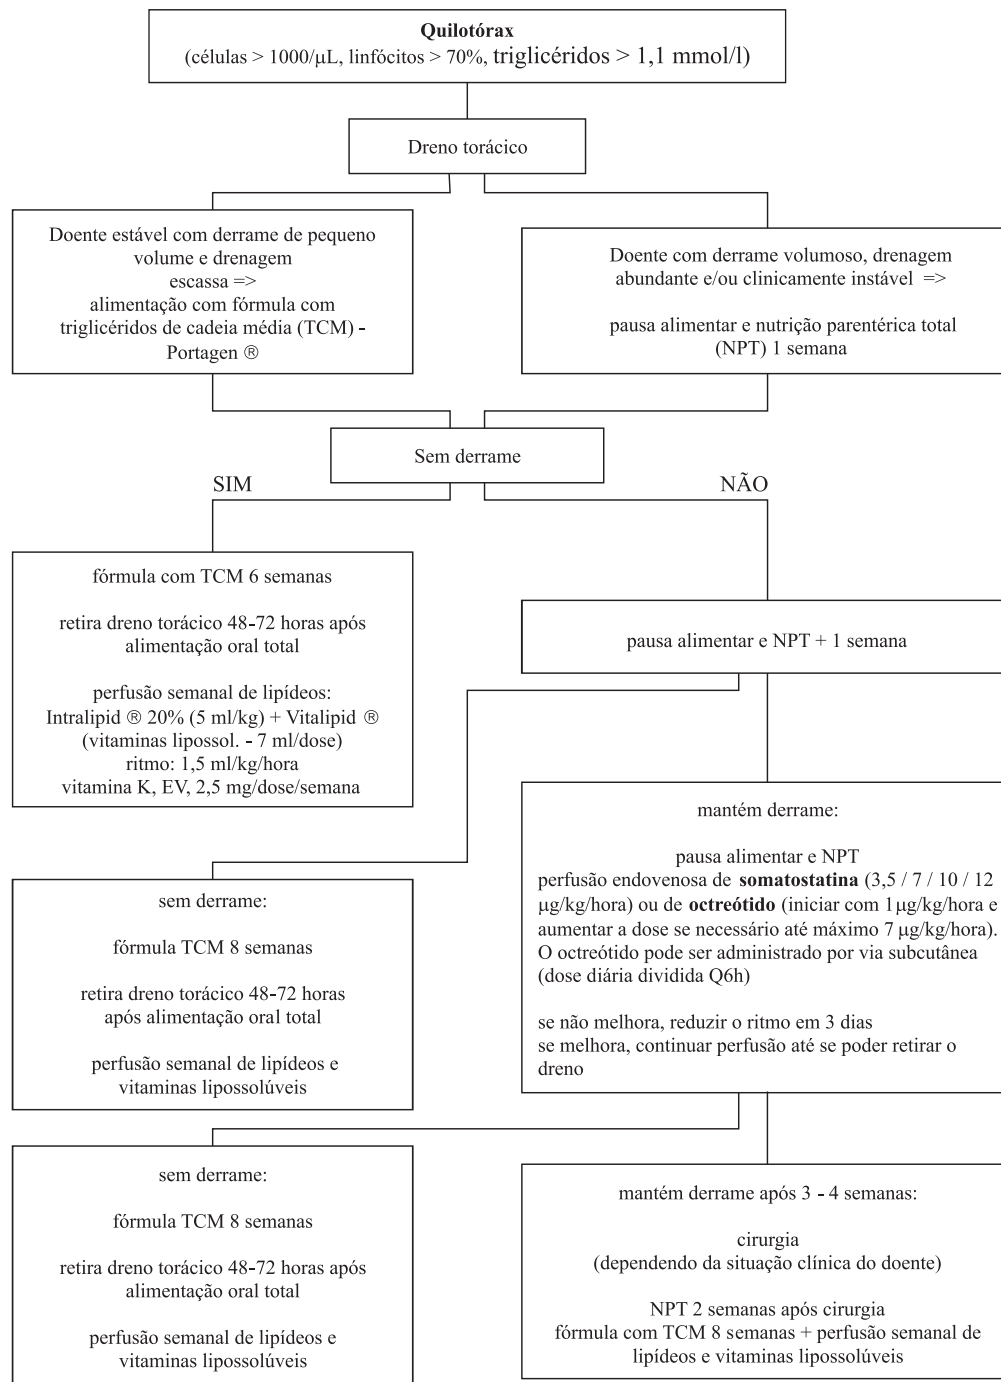 Quilotórax
(células > 1000/μL, linfócitos > 70%, triglicéridos > 1,1 mmol/l)
Dreno torácico
Doente estável com derrame de pequeno
volume e drenagem
escassa =>
alimentação com fórmula com
triglicéridos de cadeia média (TCM) -
Portagen ®
Doente com derrame volumoso, drenagem
abundante e/ou clinicamente instável =>
pausa alimentar e nutrição parentérica total
(NPT) 1 semana
Sem derrame
SIM
NÃO
fórmula com TCM 6 semanas
retira dreno torácico 48-72 horas após
alimentação oral total
perfusão semanal de lipídeos:
Intralipid ® 20% (5 ml/kg) + Vitalipid ®
(vitaminas lipossol. - 7 ml/dose)
ritmo: 1,5 ml/kg/hora
vitamina K, EV, 2,5 mg/dose/semana
pausa alimentar e NPT + 1 semana
mantém derrame:
pausa alimentar e NPT
perfusão endovenosa de somatostatina (3,5 / 7 / 10 / 12
μg/kg/hora) ou de octreótido (iniciar com 1μg/kg/hora e
aumentar a dose se necessário até máximo 7 μg/kg/hora).
O octreótido pode ser administrado por via subcutânea
(dose diária dividida Q6h)
se não melhora, reduzir o ritmo em 3 dias
se melhora, continuar perfusão até se poder retirar o
dreno
sem derrame:
fórmula TCM 8 semanas
retira dreno torácico 48-72 horas
após alimentação oral total
perfusão semanal de lipídeos e
vitaminas lipossolúveis
sem derrame:
fórmula TCM 8 semanas
retira dreno torácico 48-72 horas após
alimentação oral total
perfusão semanal de lipídeos e
vitaminas lipossolúveis
mantém derrame após 3 - 4 semanas:
cirurgia
(dependendo da situação clínica do doente)
NPT 2 semanas após cirurgia
fórmula com TCM 8 semanas + perfusão semanal de
lipídeos e vitaminas lipossolúveis